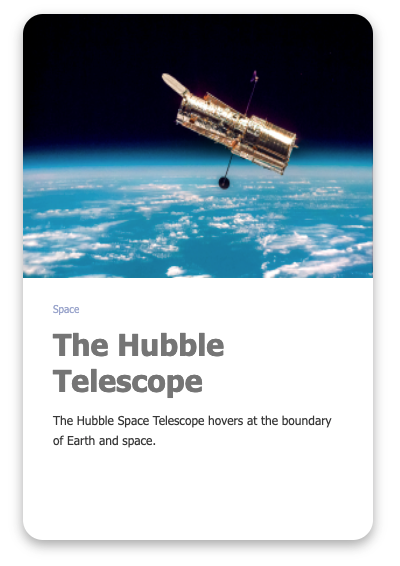 Space
The Hubble
Telescope
The Hubble Space Telescope hovers at the boundary
of Earth and space.